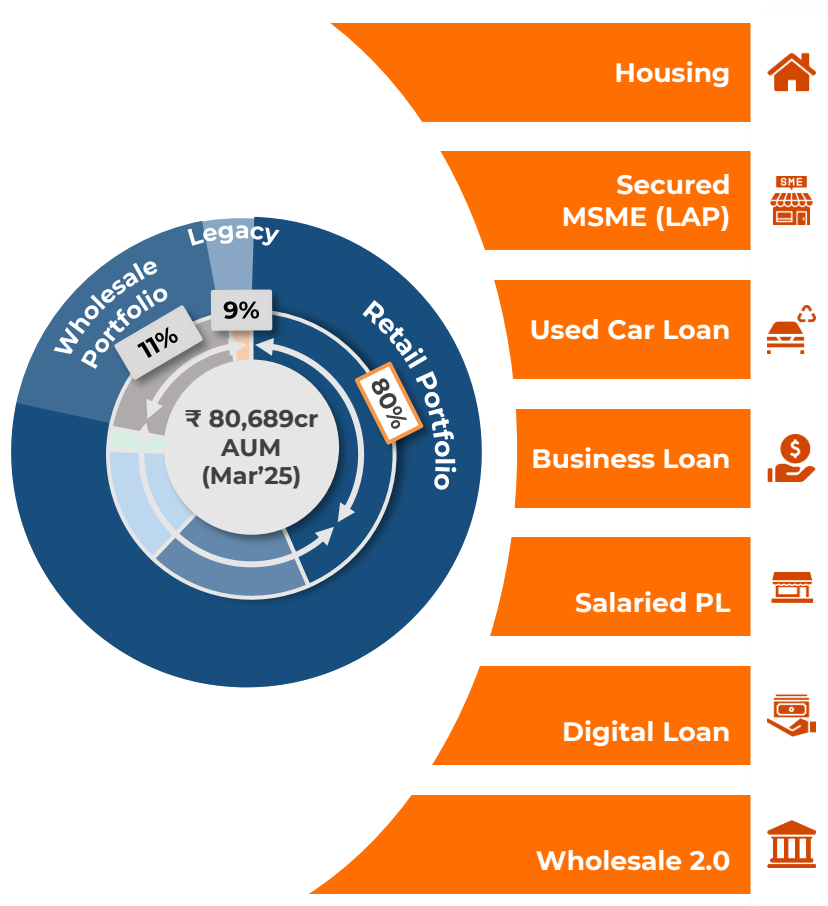 Legacy
Wholesale
Portfolio
Retail Portfolio
9%
11%
80%
₹ 80,689cr
AUM
(Mar’25)
Housing
Secured
MSME (LAP)
SME
Used Car Loan
Business Loan
$
Salaried PL
Digital Loan
Wholesale 2.0